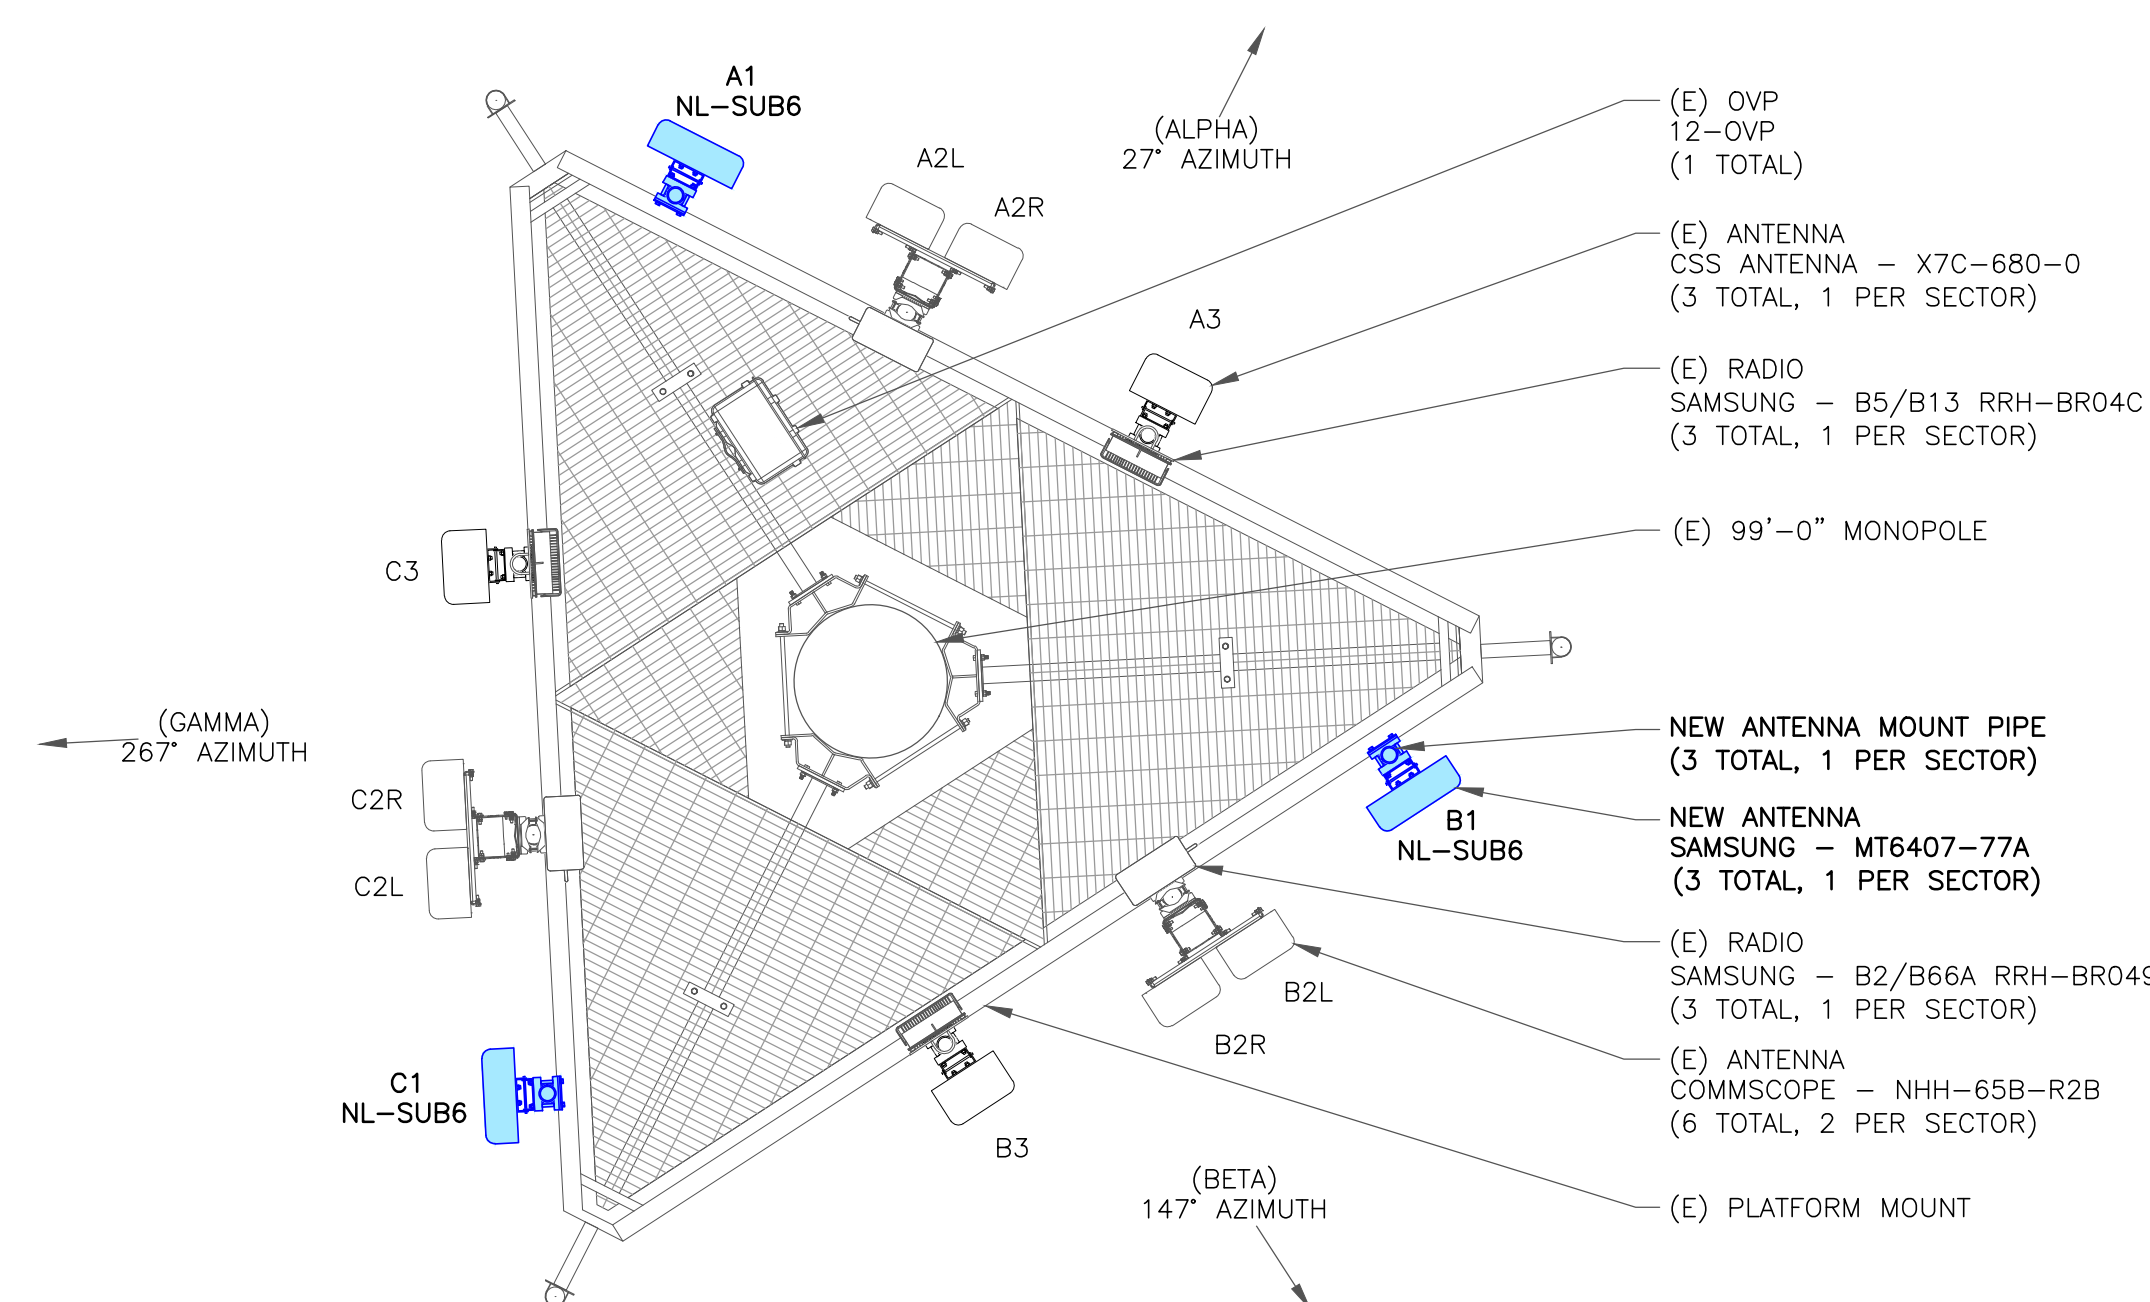 A1
NL-SUB6
A2L
A2R
(ALPHA)
27° AZIMUTH
A3
(E) OVP
12-OVP
(1 TOTAL)
(E) ANTENNA
CSS ANTENNA - X7C-680-0
(3 TOTAL, 1 PER SECTOR)
(E) RADIO
SAMSUNG - B5/B13 RRH-BR04C
(3 TOTAL, 1 PER SECTOR)
(E) 99'-0" MONOPOLE
C3
(GAMMA)
267° AZIMUTH
C2R
C2L
C1
NL-SUB6
NEW ANTENNA MOUNT PIPE
(3 TOTAL, 1 PER SECTOR)
B1
NL-SUB6
NEW ANTENNA
SAMSUNG - MT6407-77A
(3 TOTAL, 1 PER SECTOR)
(E) RADIO
SAMSUNG - B2/B66A RRH-BR049
(3 TOTAL, 1 PER SECTOR)
B2L
B2R
(E) ANTENNA
COMMSCOPE - NHH-65B-R2B
(6 TOTAL, 2 PER SECTOR)
B3
(BETA)
147° AZIMUTH
(E) PLATFORM MOUNT